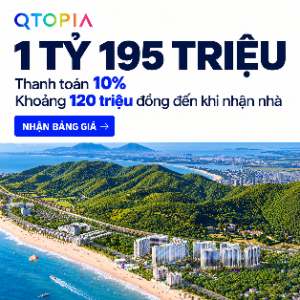 QTOPIA
1 TỶ 195 TRIỆU
Thanh toán 10%
Khoảng 120 triệu đồng đến khi nhận nhà
NHẬN BẢNG GIÁ →